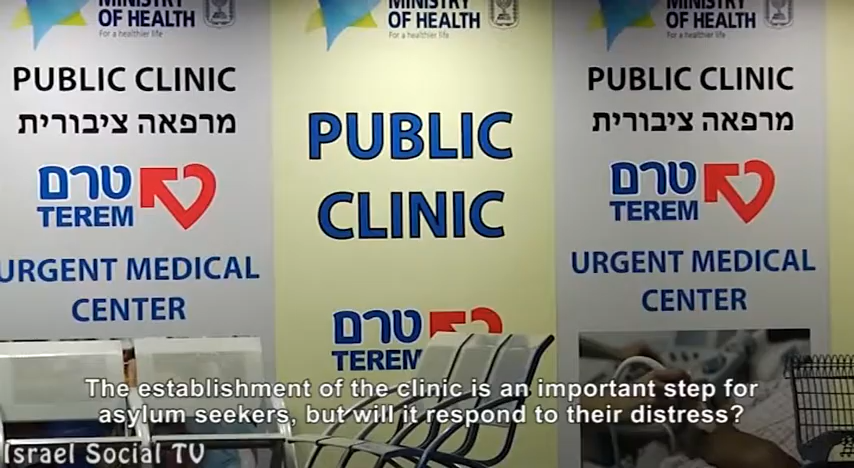 MINISTRY
OF HEALTH
For a healthier life
PUBLIC CLINIC
מרפאה ציבורית
טרם
TEREM
URGENT MEDICAL
CENTER
MINISTRY
OF HEALTH
For a healthier life
PUBLIC
CLINIC
טרם
TEREM
MINISTRY
OF HEALTH
For a healthier life
PUBLIC CLINIC
מרפאה ציבורית
טרם
TEREM
URGENT MEDICAL
CENTER
The establishment of the clinic is an important step for
asylum seekers, but will it respond to their distress?
Israel Social TV